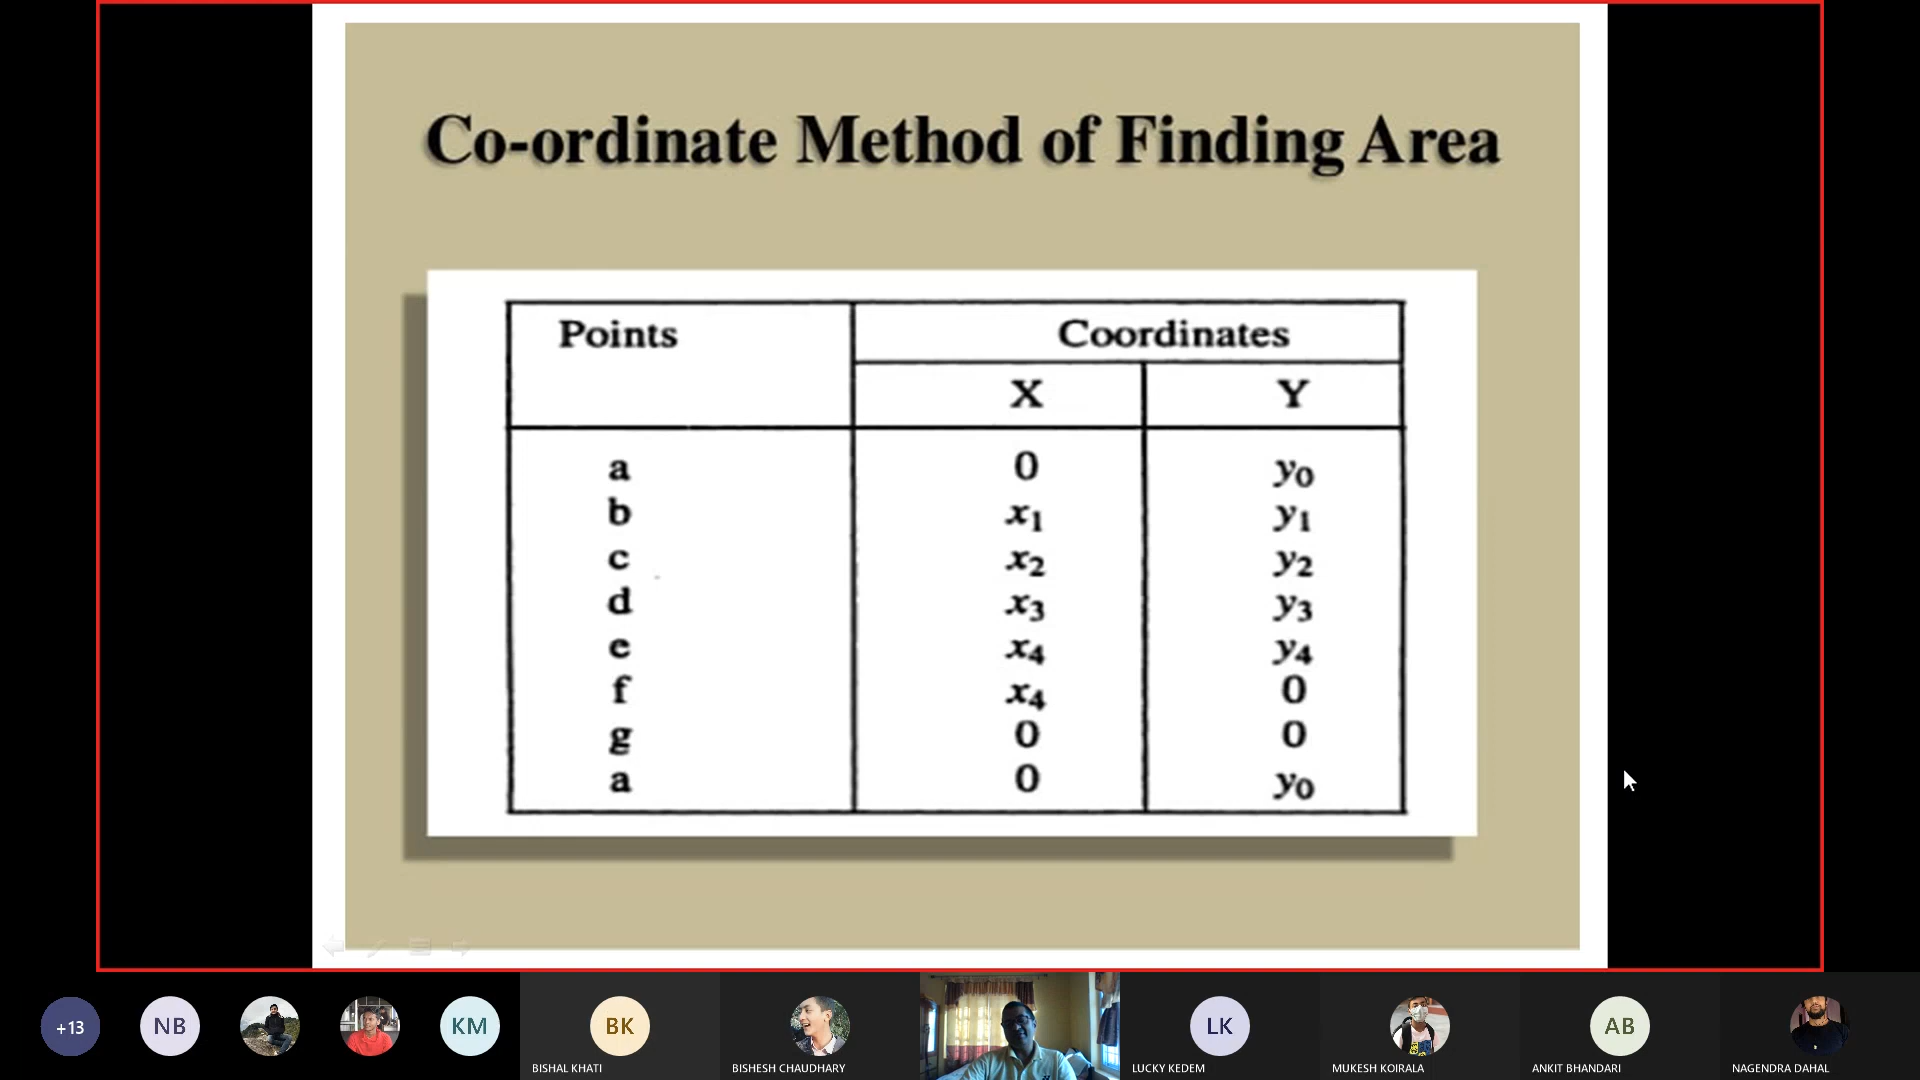 Co-ordinate Method of Finding Area
Points Coordinates
X Y
a 0 y0
b x1 y1
c x2 y2
d x3 y3
e x4 y4
f x4 0
g 0 0
a 0 y0
+13 NB KM BK LK AB
BISHAL KHATI BISHESH CHAUDHARY LUCKY KEDEM MUKESH KOIRALA ANKIT BHANDARI NAGENDRA DAHAL